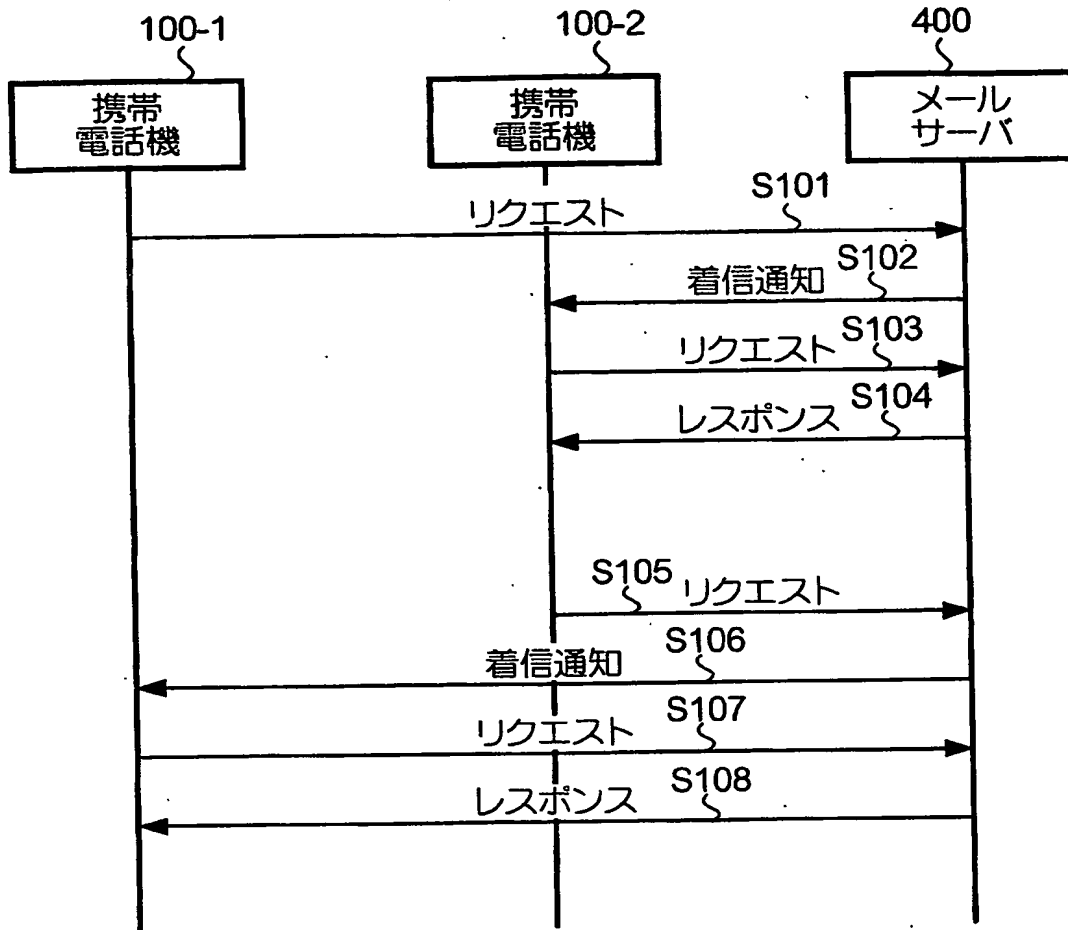 100-1
100-2
400
携帯
電話機
携帯
電話機
メール
サーバ
リクエスト
S101
着信通知
S102
リクエスト
S103
レスポンス
S104
S105
リクエスト
着信通知
S106
リクエスト
S107
レスポンス
S108